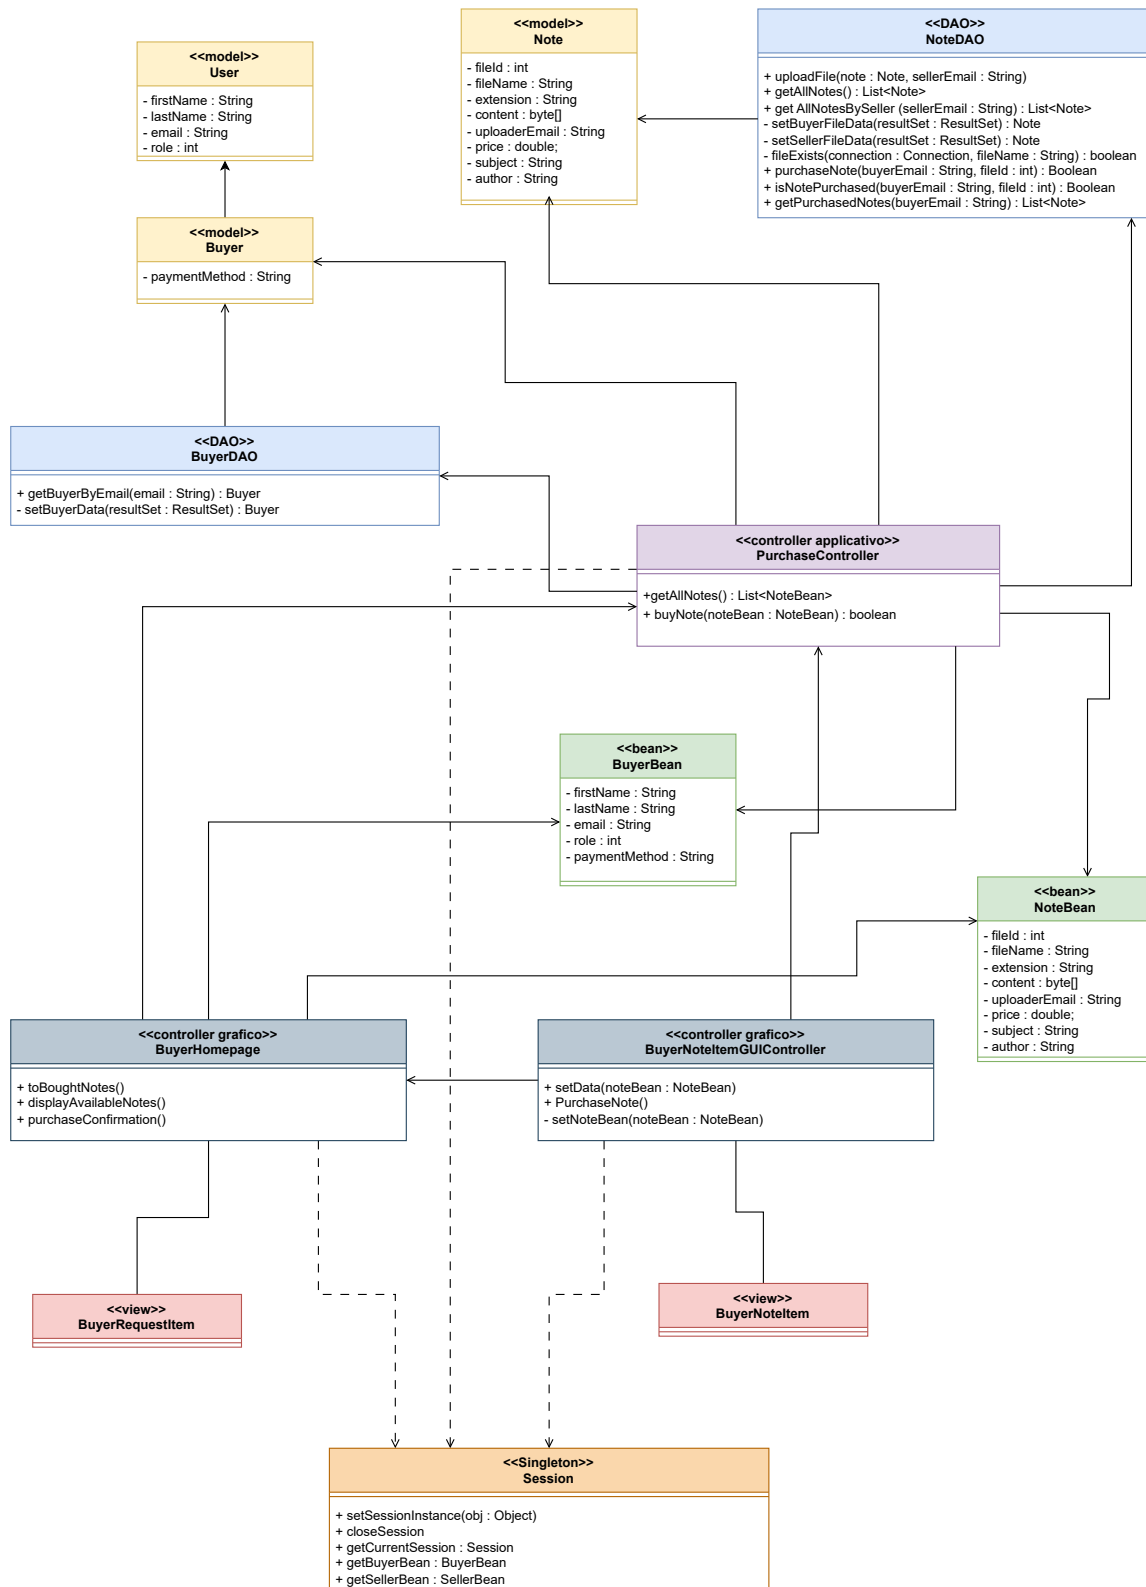 <<model>>
User
- firstName : String
- lastName : String
- email : String
- role : int
<<model>>
Note
- fileId : int
- fileName : String
- extension : String
- content : byte[]
- uploaderEmail : String
- price : double;
- subject : String
- author : String
<<DAO>>
NoteDAO
+ uploadFile(note : Note, sellerEmail : String)
+ getAllNotes() : List<Note>
+ get AllNotesBySeller (sellerEmail : String) : List<Note>
- setBuyerFileData(resultSet : ResultSet) : Note
- setSellerFileData(resultSet : ResultSet) : Note
- fileExists(connection : Connection, fileName : String) : boolean
+ purchaseNote(buyerEmail : String, fileId : int) : Boolean
+ isNotePurchased(buyerEmail : String, fileId : int) : Boolean
+ getPurchasedNotes(buyerEmail : String) : List<Note>
<<model>>
Buyer
- paymentMethod : String
<<DAO>>
BuyerDAO
+ getBuyerByEmail(email : String) : Buyer
- setBuyerData(resultSet : ResultSet) : Buyer
<<controller applicativo>>
PurchaseController
+getAllNotes() : List<NoteBean>
+ buyNote(noteBean : NoteBean) : boolean
<<bean>>
BuyerBean
- firstName : String
- lastName : String
- email : String
- role : int
- paymentMethod : String
<<bean>>
NoteBean
- fileId : int
- fileName : String
- extension : String
- content : byte[]
- uploaderEmail : String
- price : double;
- subject : String
- author : String
<<controller grafico>>
BuyerHomepage
+ toBoughtNotes()
+ displayAvailableNotes()
+ purchaseConfirmation()
<<controller grafico>>
BuyerNoteItemGUIController
+ setData(noteBean : NoteBean)
+ PurchaseNote()
- setNoteBean(noteBean : NoteBean)
<<view>>
BuyerRequestItem
<<view>>
BuyerNoteItem
<<Singleton>>
Session
+ setSessionInstance(obj : Object)
+ closeSession
+ getCurrentSession : Session
+ getBuyerBean : BuyerBean
+ getSellerBean : SellerBean